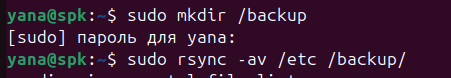 yana@spk:~$ sudo mkdir /backup
[sudo] пароль для yana:
yana@spk:~$ sudo rsync -av /etc /backup/